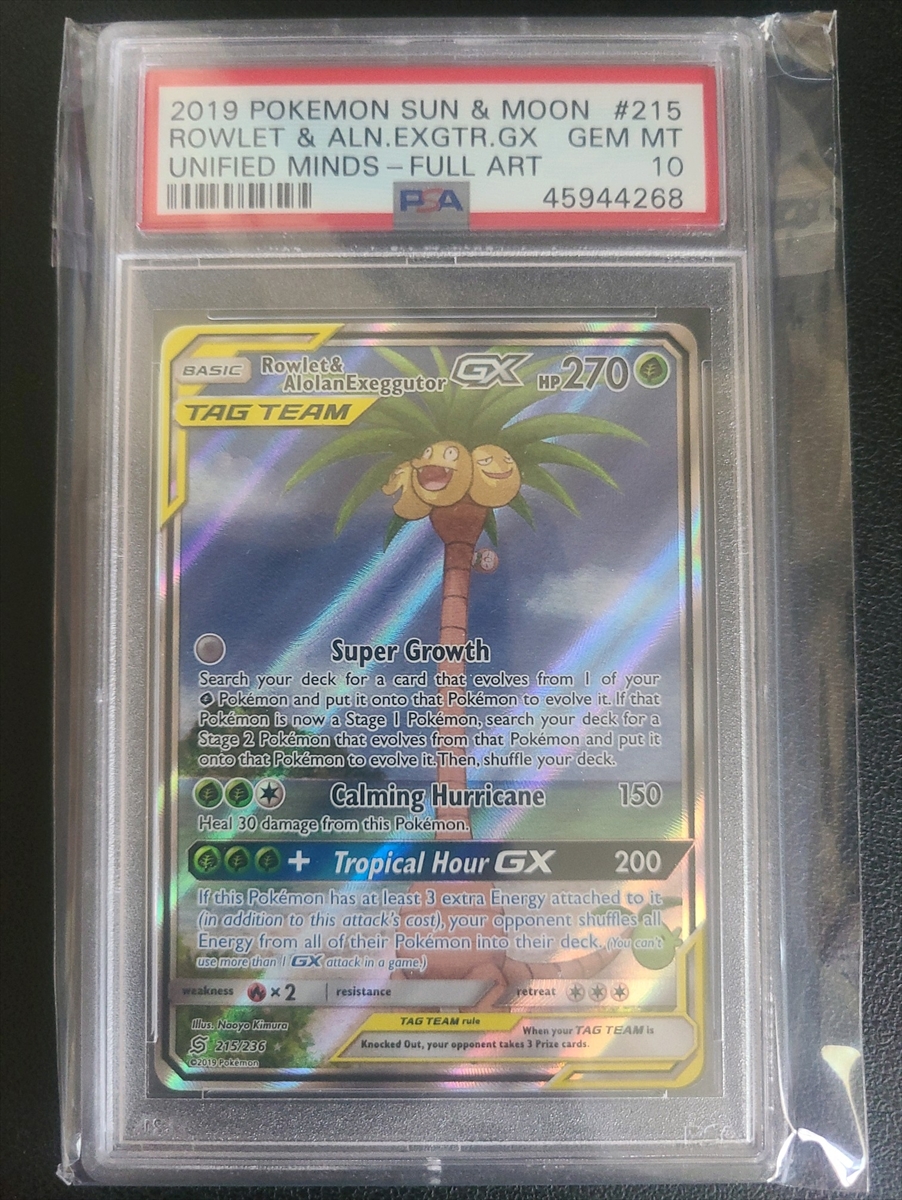 2019 POKEMON SUN & MOON #215
ROWLET & ALN.EXGTR.GX GEM MT
UNIFIED MINDS – FULL ART 10
PSA 45944268
BASIC Rowlet& AlolanExeggutor GX HP270
TAG TEAM
Super Growth
Search your deck for a card that evolves from 1 of your
Pokémon and put it onto that Pokémon to evolve it. If that
Pokémon is now a Stage 1 Pokémon, search your deck for a
Stage 2 Pokémon that evolves from that Pokémon and put it
onto that Pokémon to evolve it. Then, shuffle your deck.
Calming Hurricane 150
Heal 30 damage from this Pokémon.
+ Tropical Hour GX 200
If this Pokémon has at least 3 extra Energy attached to it
(in addition to this attack's cost), your opponent shuffles all
Energy from all of their Pokémon into their deck. (You can't
use more than 1 GX attack in a game.)
weakness ×2 resistance retreat
Illus. Naoyo Kimura
215/236
©2019 Pokémon
TAG TEAM rule
When your TAG TEAM is
Knocked Out, your opponent takes 3 Prize cards.